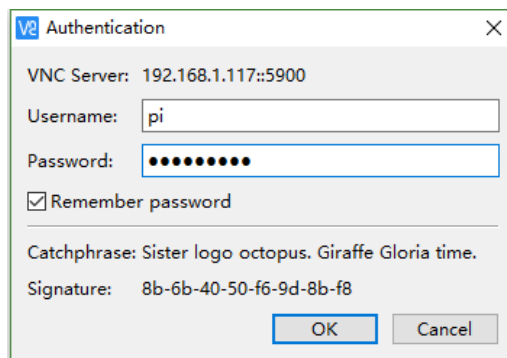 V2 Authentication
VNC Server: 192.168.1.117::5900
Username: pi
Password: •••••••••
Remember password
Catchphrase: Sister logo octopus. Giraffe Gloria time.
Signature: 8b-6b-40-50-f6-9d-8b-f8
OK Cancel